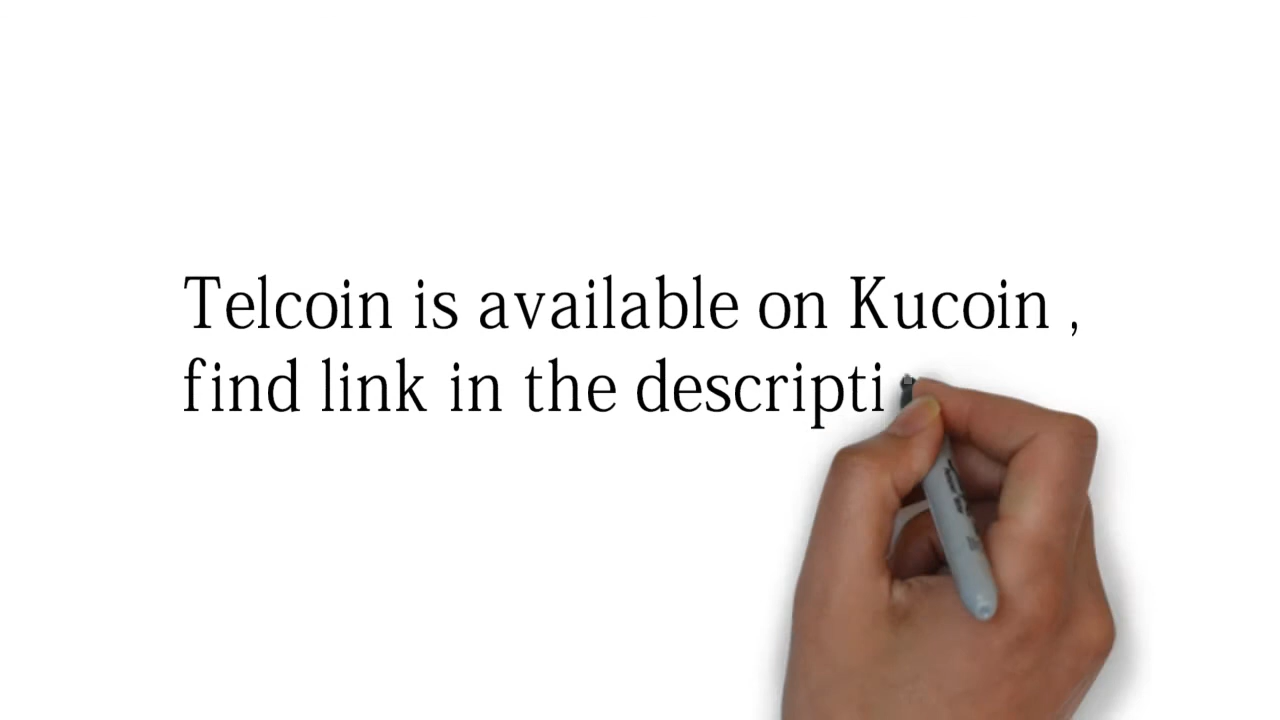 Telcoin is available on Kucoin ,
find link in the descripti